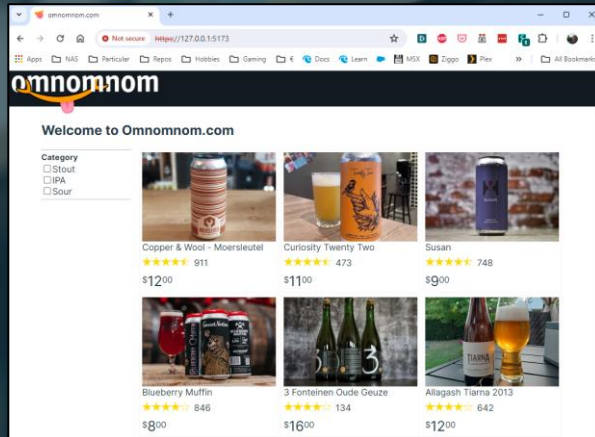 omnomnom.com
Not secure https://127.0.0.1:5173
Apps NAS Particular Repos Hobbies Gaming € Docs Learn MSX Ziggo Plex » All Bookmarks
omnomnom
Welcome to Omnomnom.com
Category
Stout
IPA
Sour
Copper & Wool - Moersleutel
911
$12⁰⁰
Curiosity Twenty Two
473
$11⁰⁰
Susan
748
$9⁰⁰
Blueberry Muffin
846
$8⁰⁰
3 Fonteinen Oude Geuze
134
$16⁰⁰
TIARNA
Allagash Tiarna 2013
642
$12⁰⁰